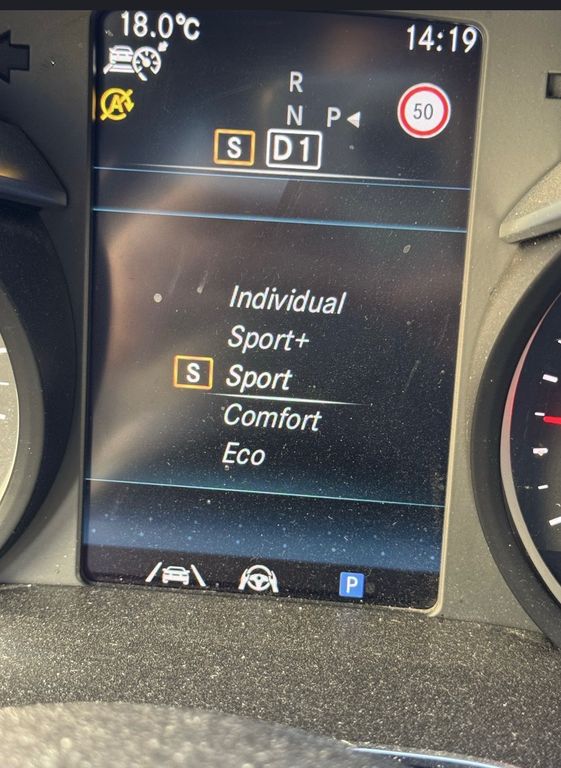 18.0°C
14:19
A
R
N P
50
S D1
Individual
Sport+
S Sport
Comfort
Eco
P